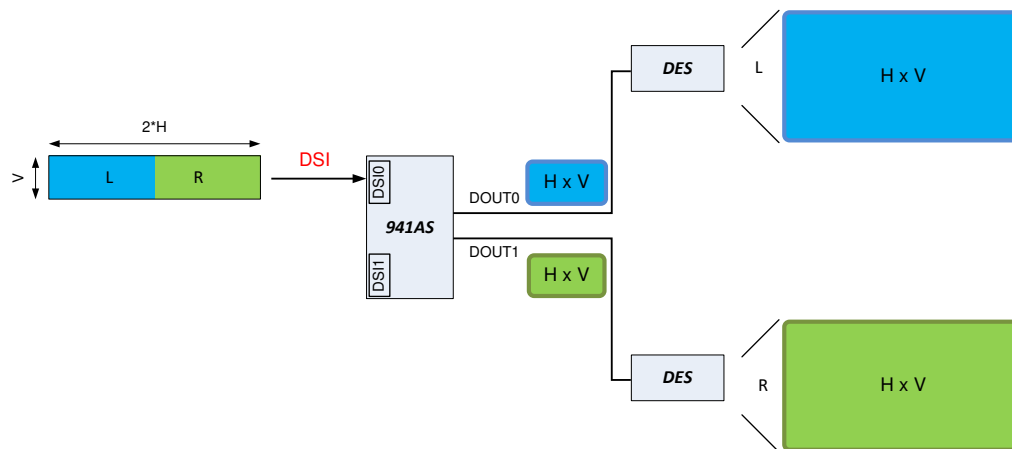 DES
L
H x V
2*H
V
L
R
DSI
DSI0
941AS
DSI1
DOUT0
H x V
DOUT1
H x V
DES
R
H x V